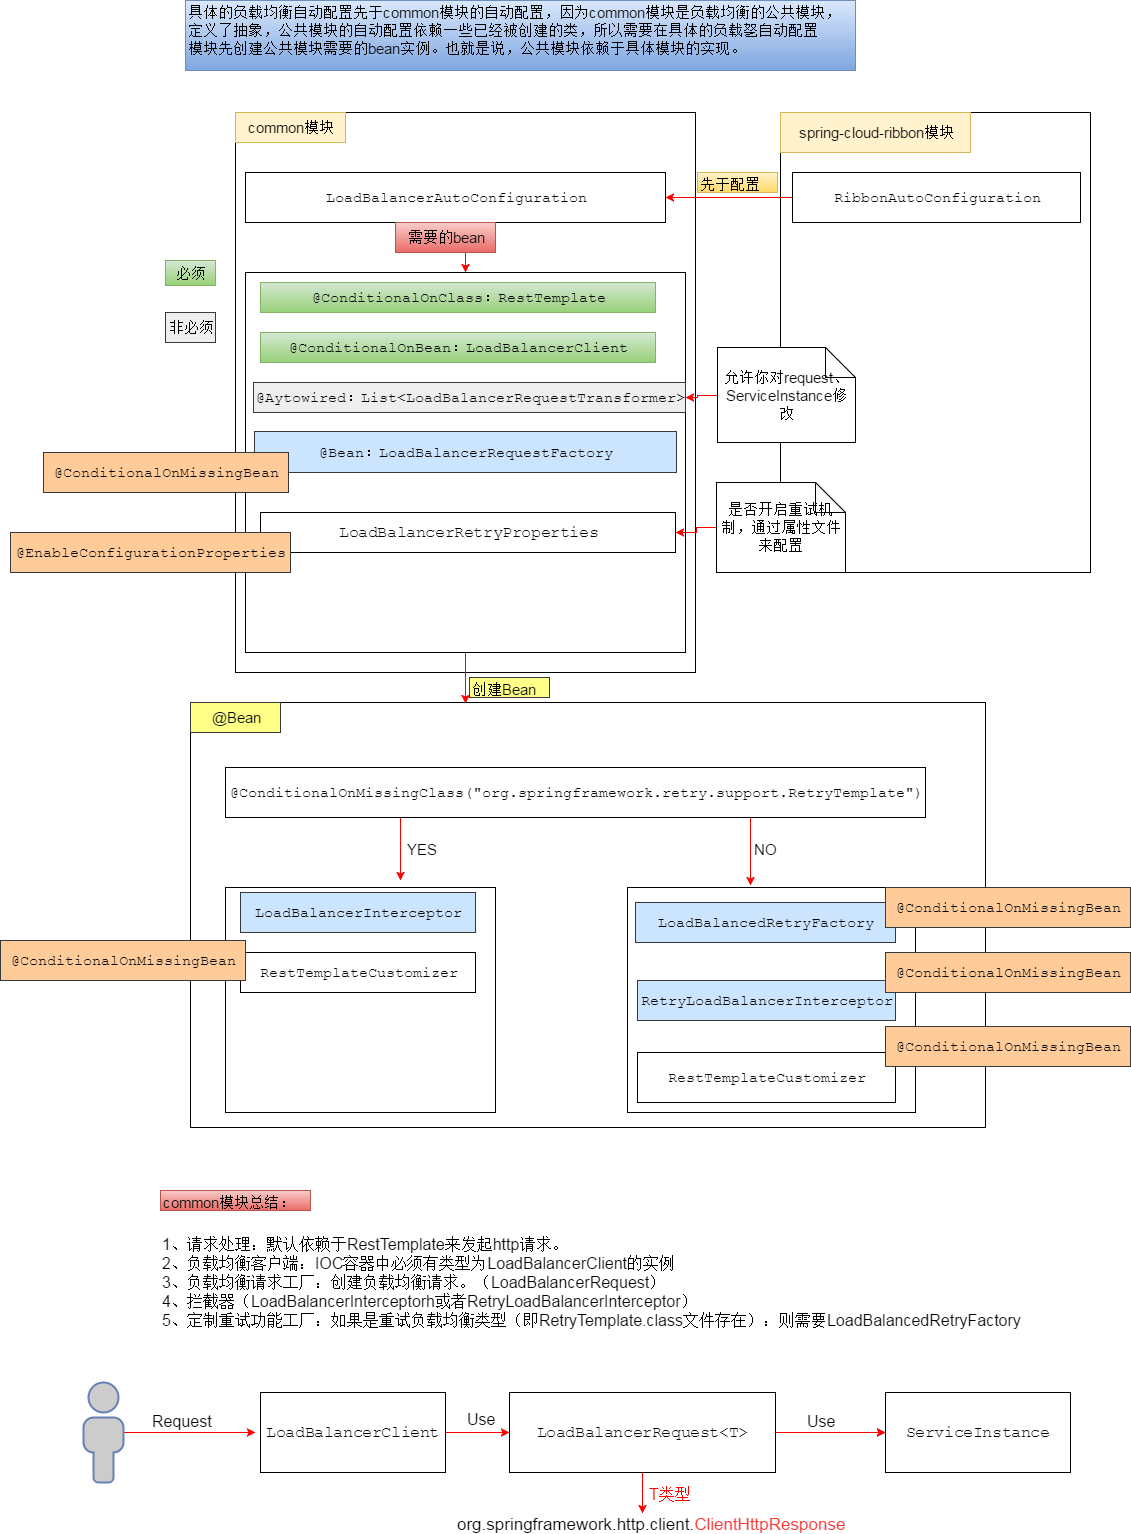 具体的负载均衡自动配置先于common模块的自动配置，因为common模块是负载均衡的公共模块，
定义了抽象，公共模块的自动配置依赖一些已经被创建的类，所以需要在具体的负载哿自动配置
模块先创建公共模块需要的bean实例。也就是说，公共模块依赖于具体模块的实现。
common模块
spring-cloud-ribbon模块
LoadBalancerAutoConfiguration
先于配置
RibbonAutoConfiguration
需要的bean
必须
@ConditionalOnClass：RestTemplate
非必须
@ConditionalOnBean：LoadBalancerClient
@Aytowired：List<LoadBalancerRequestTransformer>
允许你对request、
ServiceInstance修
改
@Bean：LoadBalancerRequestFactory
@ConditionalOnMissingBean
LoadBalancerRetryProperties
@EnableConfigurationProperties
是否开启重试机
制，通过属性文件
来配置
创建Bean
@Bean
@ConditionalOnMissingClass("org.springframework.retry.support.RetryTemplate")
YES
NO
LoadBalancerInterceptor
@ConditionalOnMissingBean
RestTemplateCustomizer
LoadBalancedRetryFactory
@ConditionalOnMissingBean
RetryLoadBalancerInterceptor
@ConditionalOnMissingBean
RestTemplateCustomizer
@ConditionalOnMissingBean
common模块总结：
1、请求处理：默认依赖于RestTemplate来发起http请求。
2、负载均衡客户端：IOC容器中必须有类型为LoadBalancerClient的实例
3、负载均衡请求工厂：创建负载均衡请求。（LoadBalancerRequest）
4、拦截器（LoadBalancerInterceptorh或者RetryLoadBalancerInterceptor）
5、定制重试功能工厂：如果是重试负载均衡类型（即RetryTemplate.class文件存在）：则需要LoadBalancedRetryFactory
Request
LoadBalancerClient
Use
LoadBalancerRequest<T>
Use
ServiceInstance
T类型
org.springframework.http.client.ClientHttpResponse